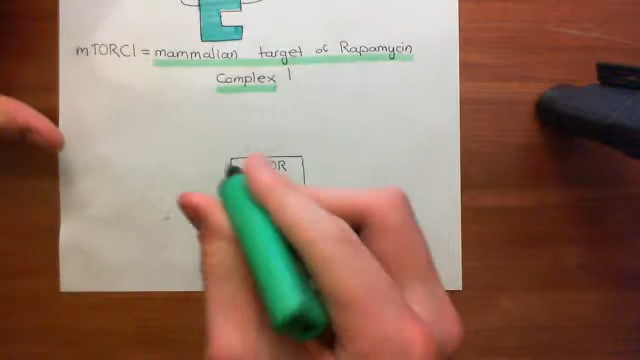 mTORC1 = mammalian target of Rapamycin
Complex 1